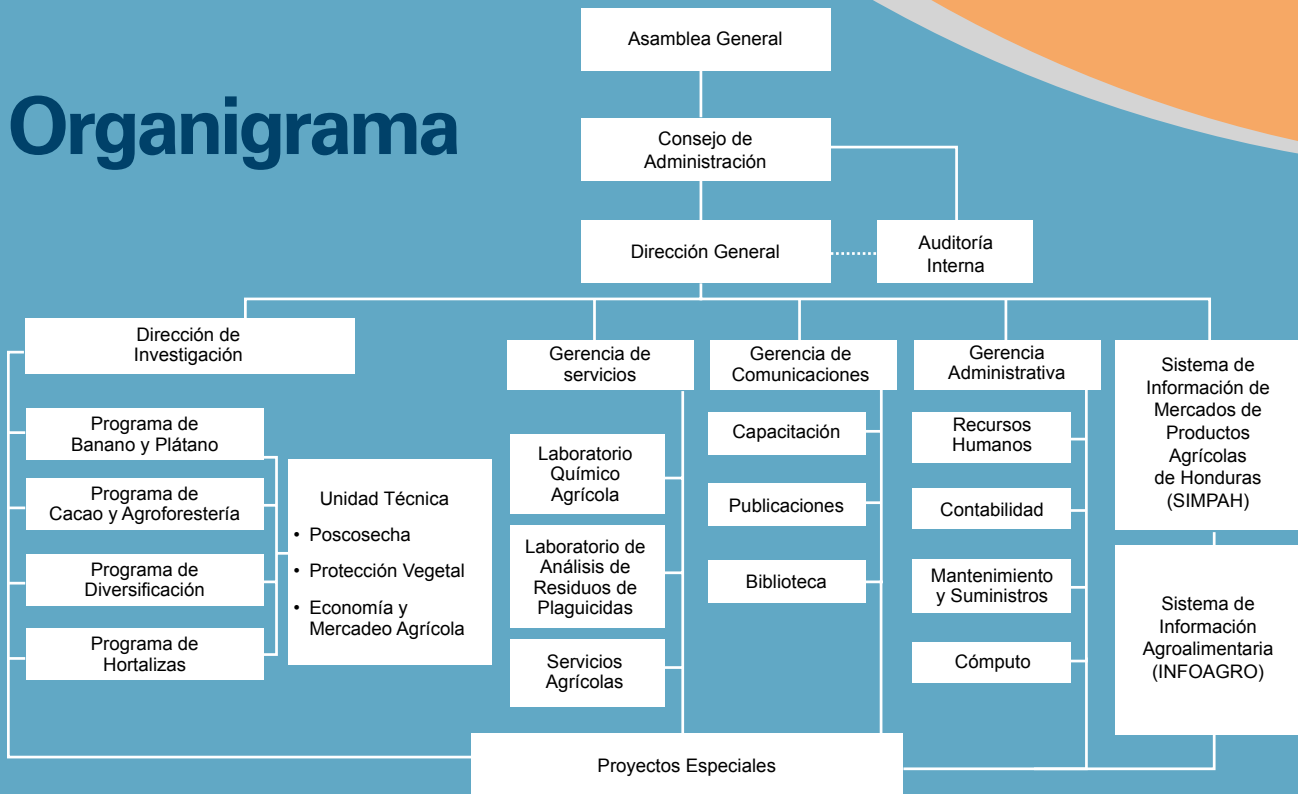 Organigrama
Asamblea General
Consejo de
Administración
Dirección General
Auditoría
Interna
Dirección de
Investigación
Programa de
Banano y Plátano
Programa de
Cacao y Agroforestería
Programa de
Diversificación
Programa de
Hortalizas
Unidad Técnica
• Poscosecha
• Protección Vegetal
• Economía y
Mercadeo Agrícola
Gerencia de
servicios
Laboratorio
Químico
Agrícola
Laboratorio de
Análisis de
Residuos de
Plaguicidas
Servicios
Agrícolas
Gerencia de
Comunicaciones
Capacitación
Publicaciones
Biblioteca
Gerencia
Administrativa
Recursos
Humanos
Contabilidad
Mantenimiento
y Suministros
Cómputo
Sistema de
Información de
Mercados de
Productos
Agrícolas
de Honduras
(SIMPAH)
Sistema de
Información
Agroalimentaria
(INFOAGRO)
Proyectos Especiales